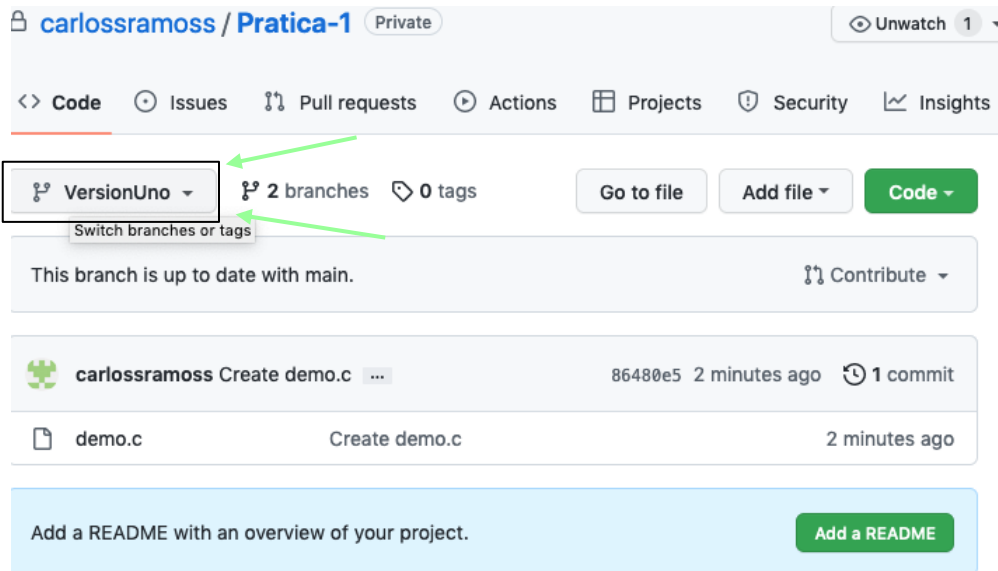 carlossramoss / Pratica-1 Private Unwatch 1
Code Issues Pull requests Actions Projects Security Insights
VersionUno 2 branches 0 tags Go to file Add file Code
Switch branches or tags
This branch is up to date with main. Contribute
carlossramoss Create demo.c ... 86480e5 2 minutes ago 1 commit
demo.c Create demo.c 2 minutes ago
Add a README with an overview of your project. Add a README